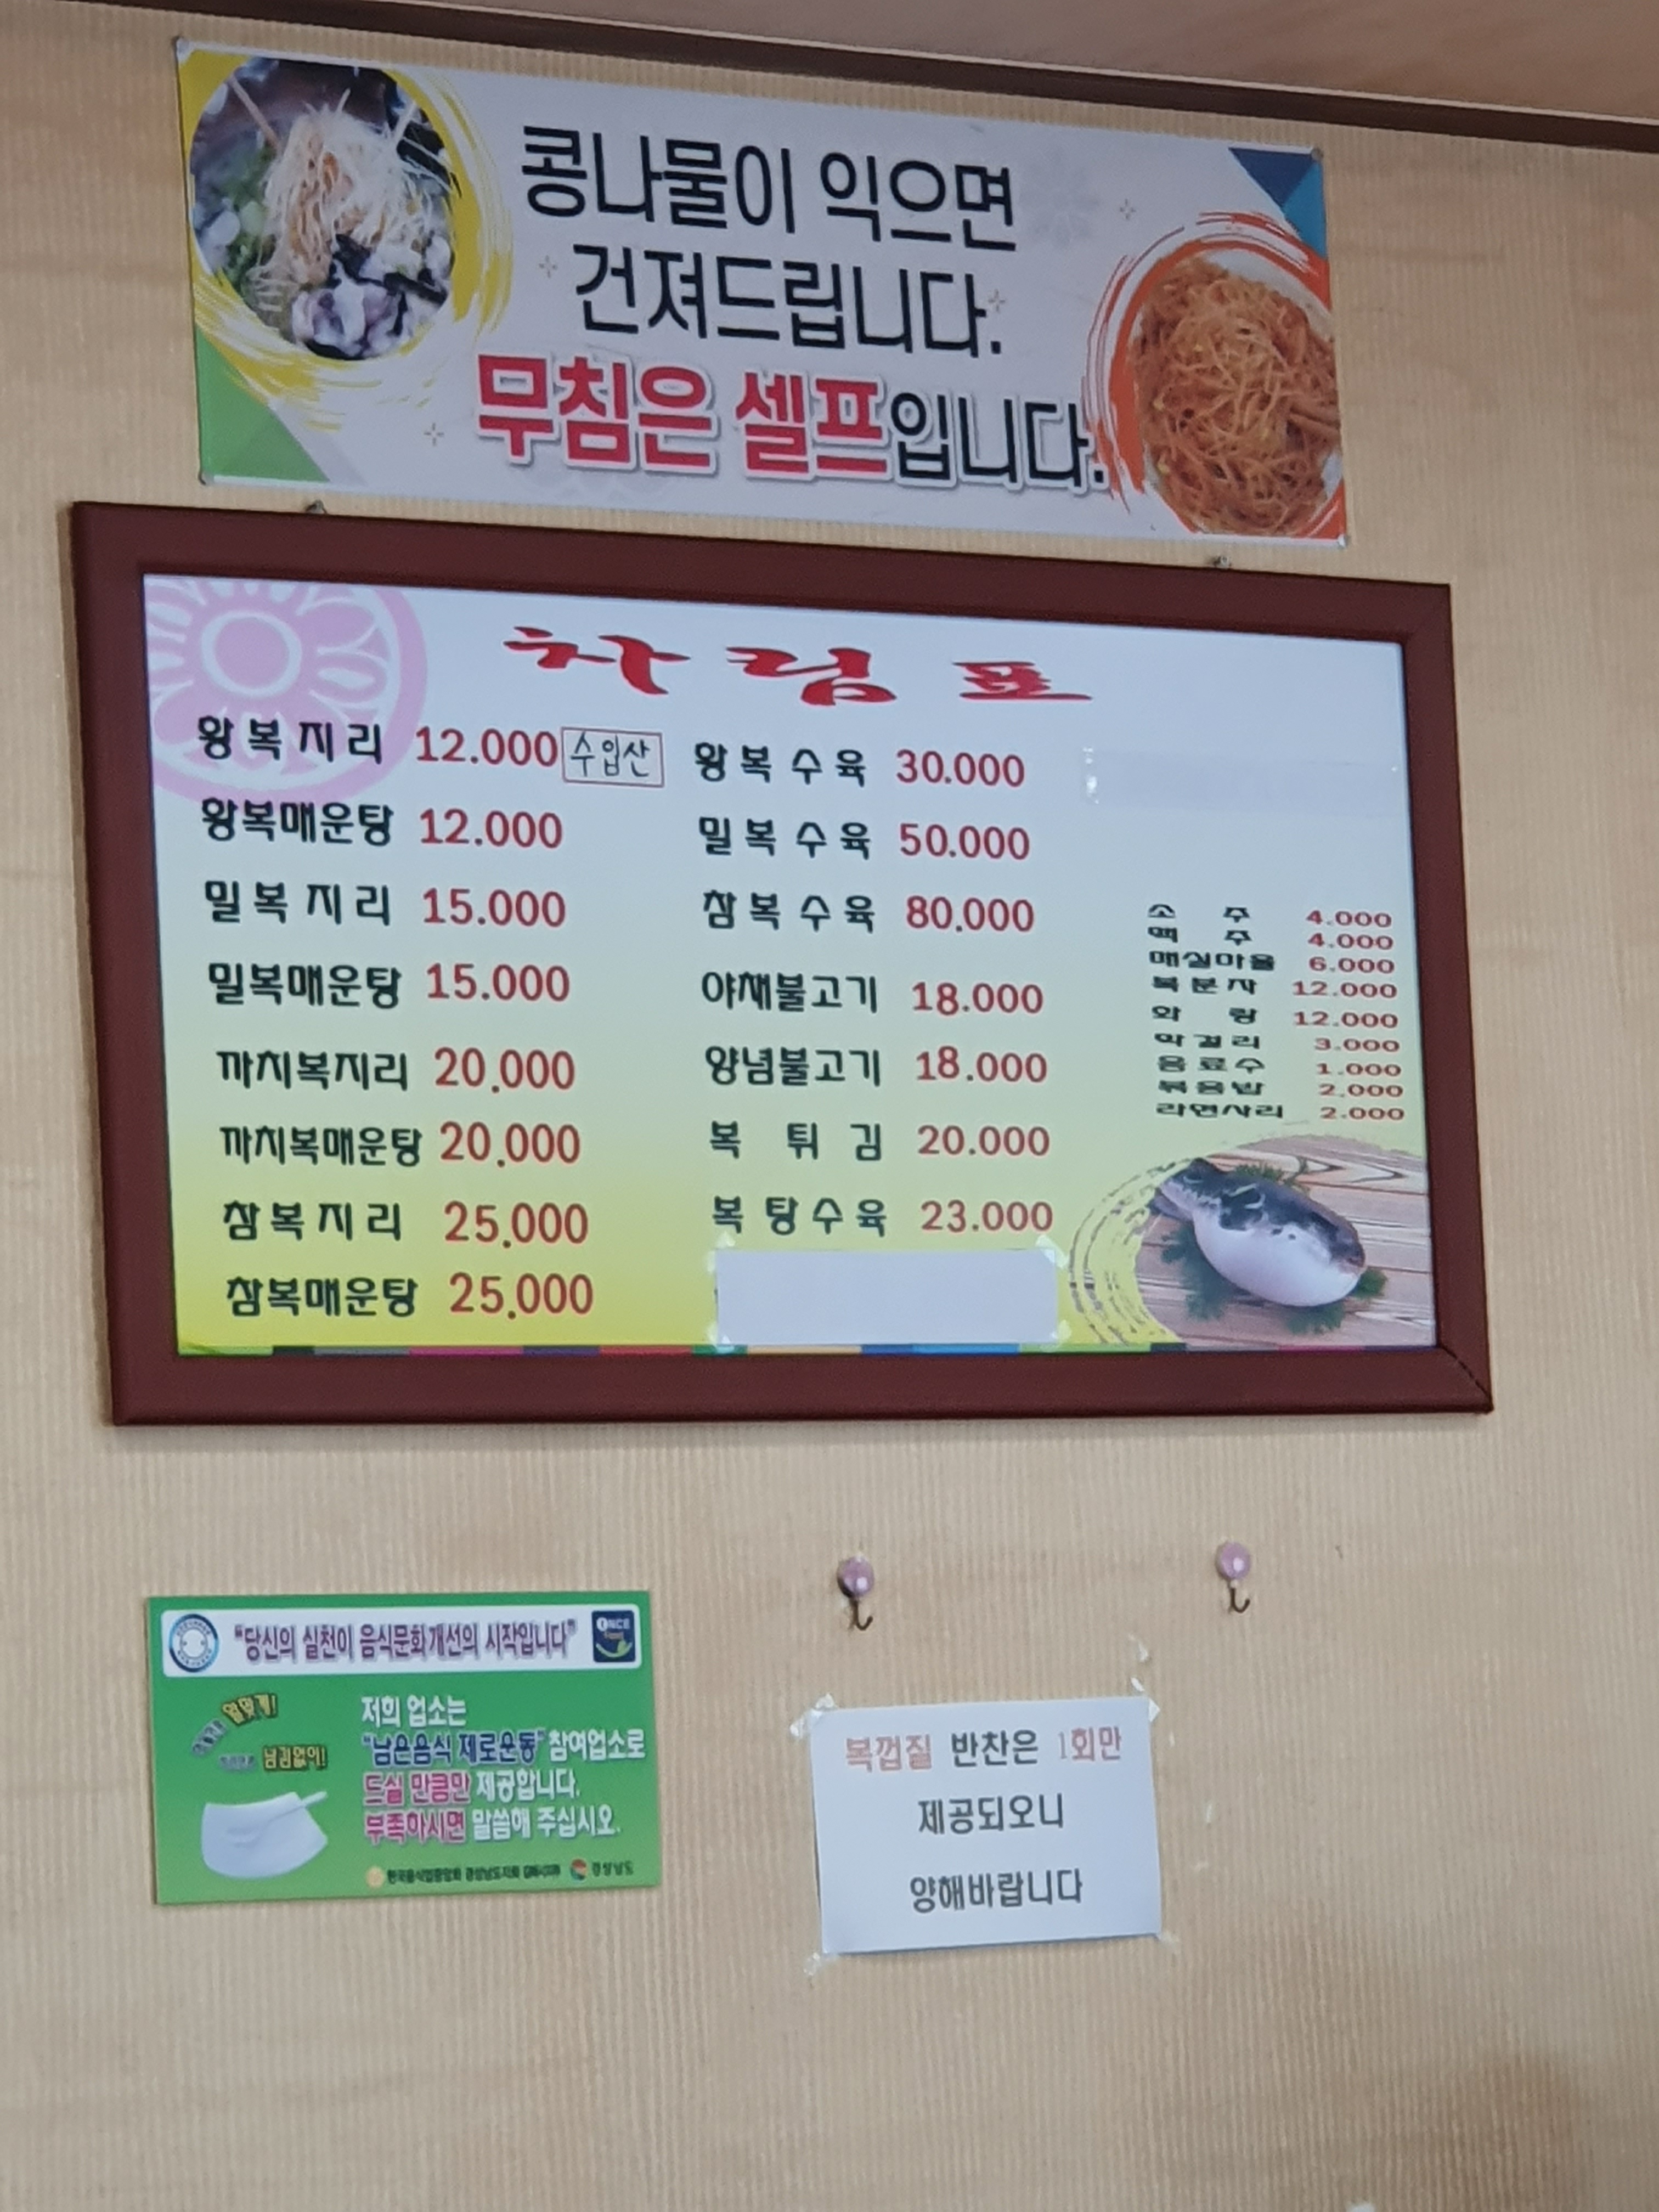 콩나물이 익으면
건져드립니다.
무침은 셀프입니다.
차림표
황복지리 12.000 수입산
황복매운탕 12.000
밀복지리 15.000
밀복매운탕 15.000
까치복지리 20.000
까치복매운탕 20.000
참복지리 25.000
참복매운탕 25.000
황복수육 30.000
밀복수육 50.000
참복수육 80.000
야채불고기 18.000
양념불고기 18.000
복튀김 20.000
복탕수육 23.000
소주 4.000
맥주 4.000
매실마을 6.000
복분자 12.000
화랑 12.000
막걸리 3.000
음료수 1.000
볶음밥 2.000
라면사리 2.000
"당신의 실천이 음식문화개선의 시작입니다"
알맞게!
남김없이!
저희 업소는
"남은음식 제로운동" 참여업소로
드실 만큼만 제공합니다.
부족하시면 말씀해 주십시오.
경상남도
복껍질 반찬은 1회만
제공되오니
양해바랍니다